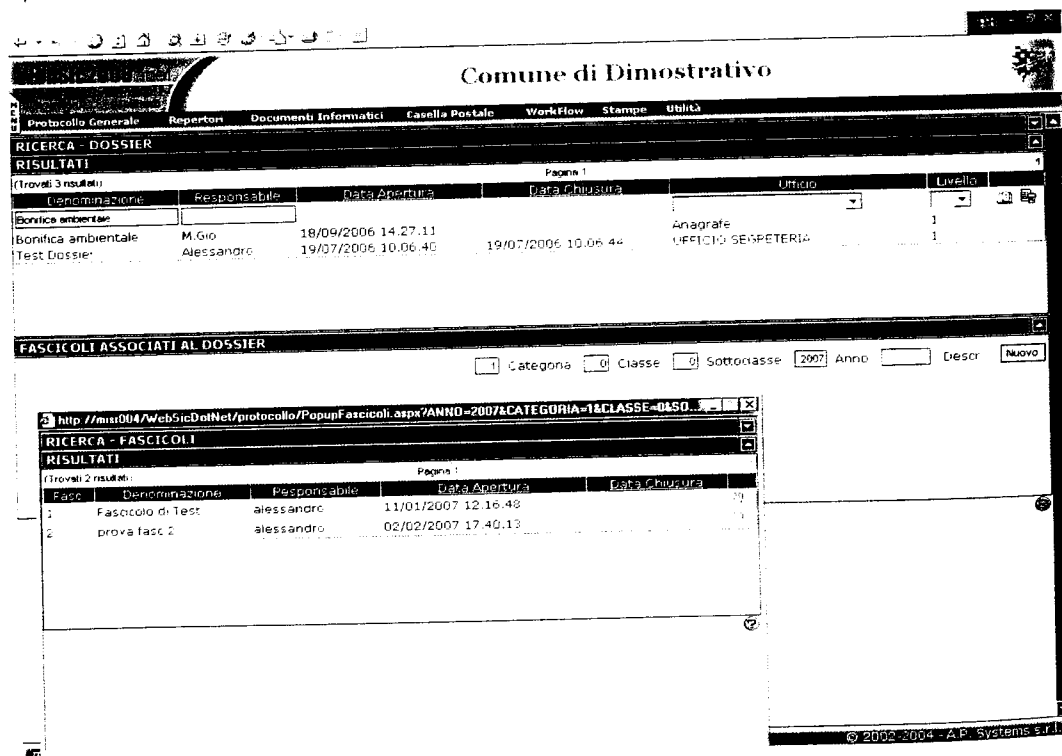 Comune di Dimostrativo
Protocollo Generale Repertori Documenti Informatici Casella Postale WorkFlow Stampe Utilità
RICERCA - DOSSIER
RISULTATI
(Trovati 3 risultati) Pagina 1 1
Denominazione Responsabile Data Apertura Data Chiusura Ufficio Livello
Bonifica ambientale
Bonifica ambientale M.Gio 18/09/2006 14.27.11 Anagrafe 1
Test Dossier Alessandro 19/07/2006 10.06.40 19/07/2006 10.06.44 UFFICIO SEGRETERIA 1
FASCICOLI ASSOCIATI AL DOSSIER
1 Categoria 0 Classe 0 Sottoclasse 2007 Anno Descr Nuovo
http://misr004/WebSicDotNet/protocollo/PopupFascicoli.aspx?ANNO=2007&CATEGORIA=1&CLASSE=0&SO...
RICERCA - FASCICOLI
RISULTATI
(Trovati 2 risultati) Pagina 1
Fasc Denominazione Responsabile Data Apertura Data Chiusura
1 Fascicolo di Test alessandro 11/01/2007 12.16.48
2 prova fasc 2 alessandro 02/02/2007 17.40.13
© 2002-2004 - A.P. Systems s.r.l